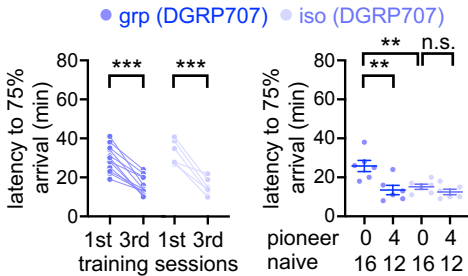 grp (DGRP707) iso (DGRP707)
latency to 75%
arrival (min)
80
60
40
20
0
*** ***
1st 3rd 1st 3rd
training sessions
latency to 75%
arrival (min)
80
60
40
20
0
** n.s.
**
pioneer 0 4 0 4
naive 16 12 16 12